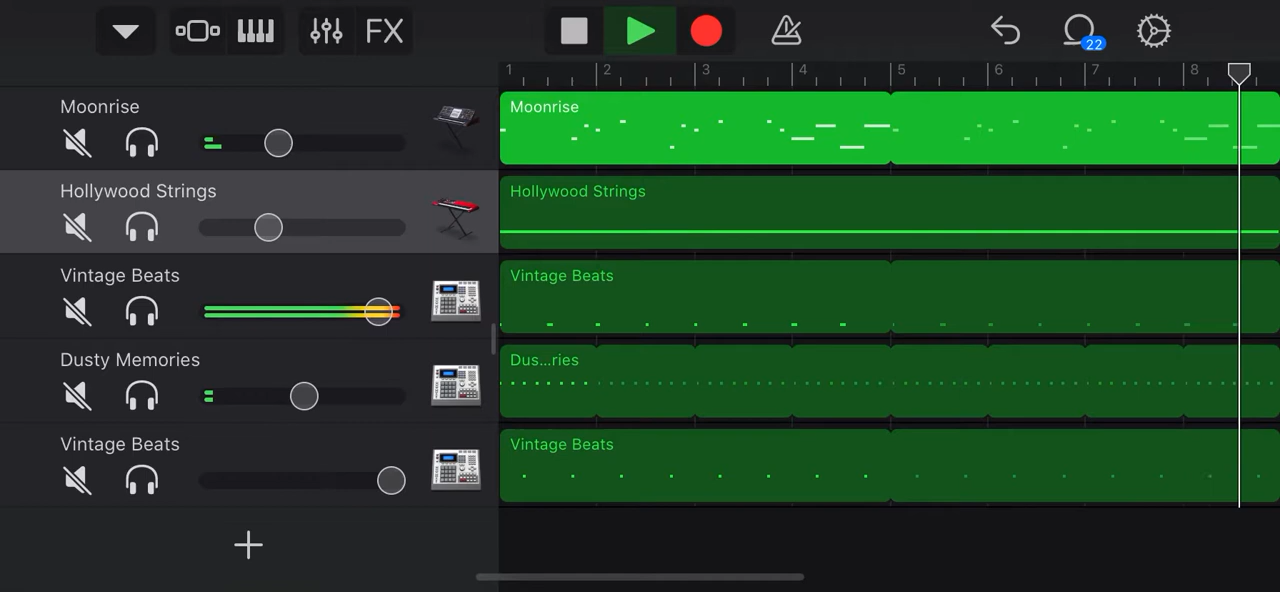 FX
22
1 2 3 4 5 6 7 8
Moonrise
Moonrise
Hollywood Strings
Hollywood Strings
Vintage Beats
Vintage Beats
Dusty Memories
Dus...ries
Vintage Beats
Vintage Beats